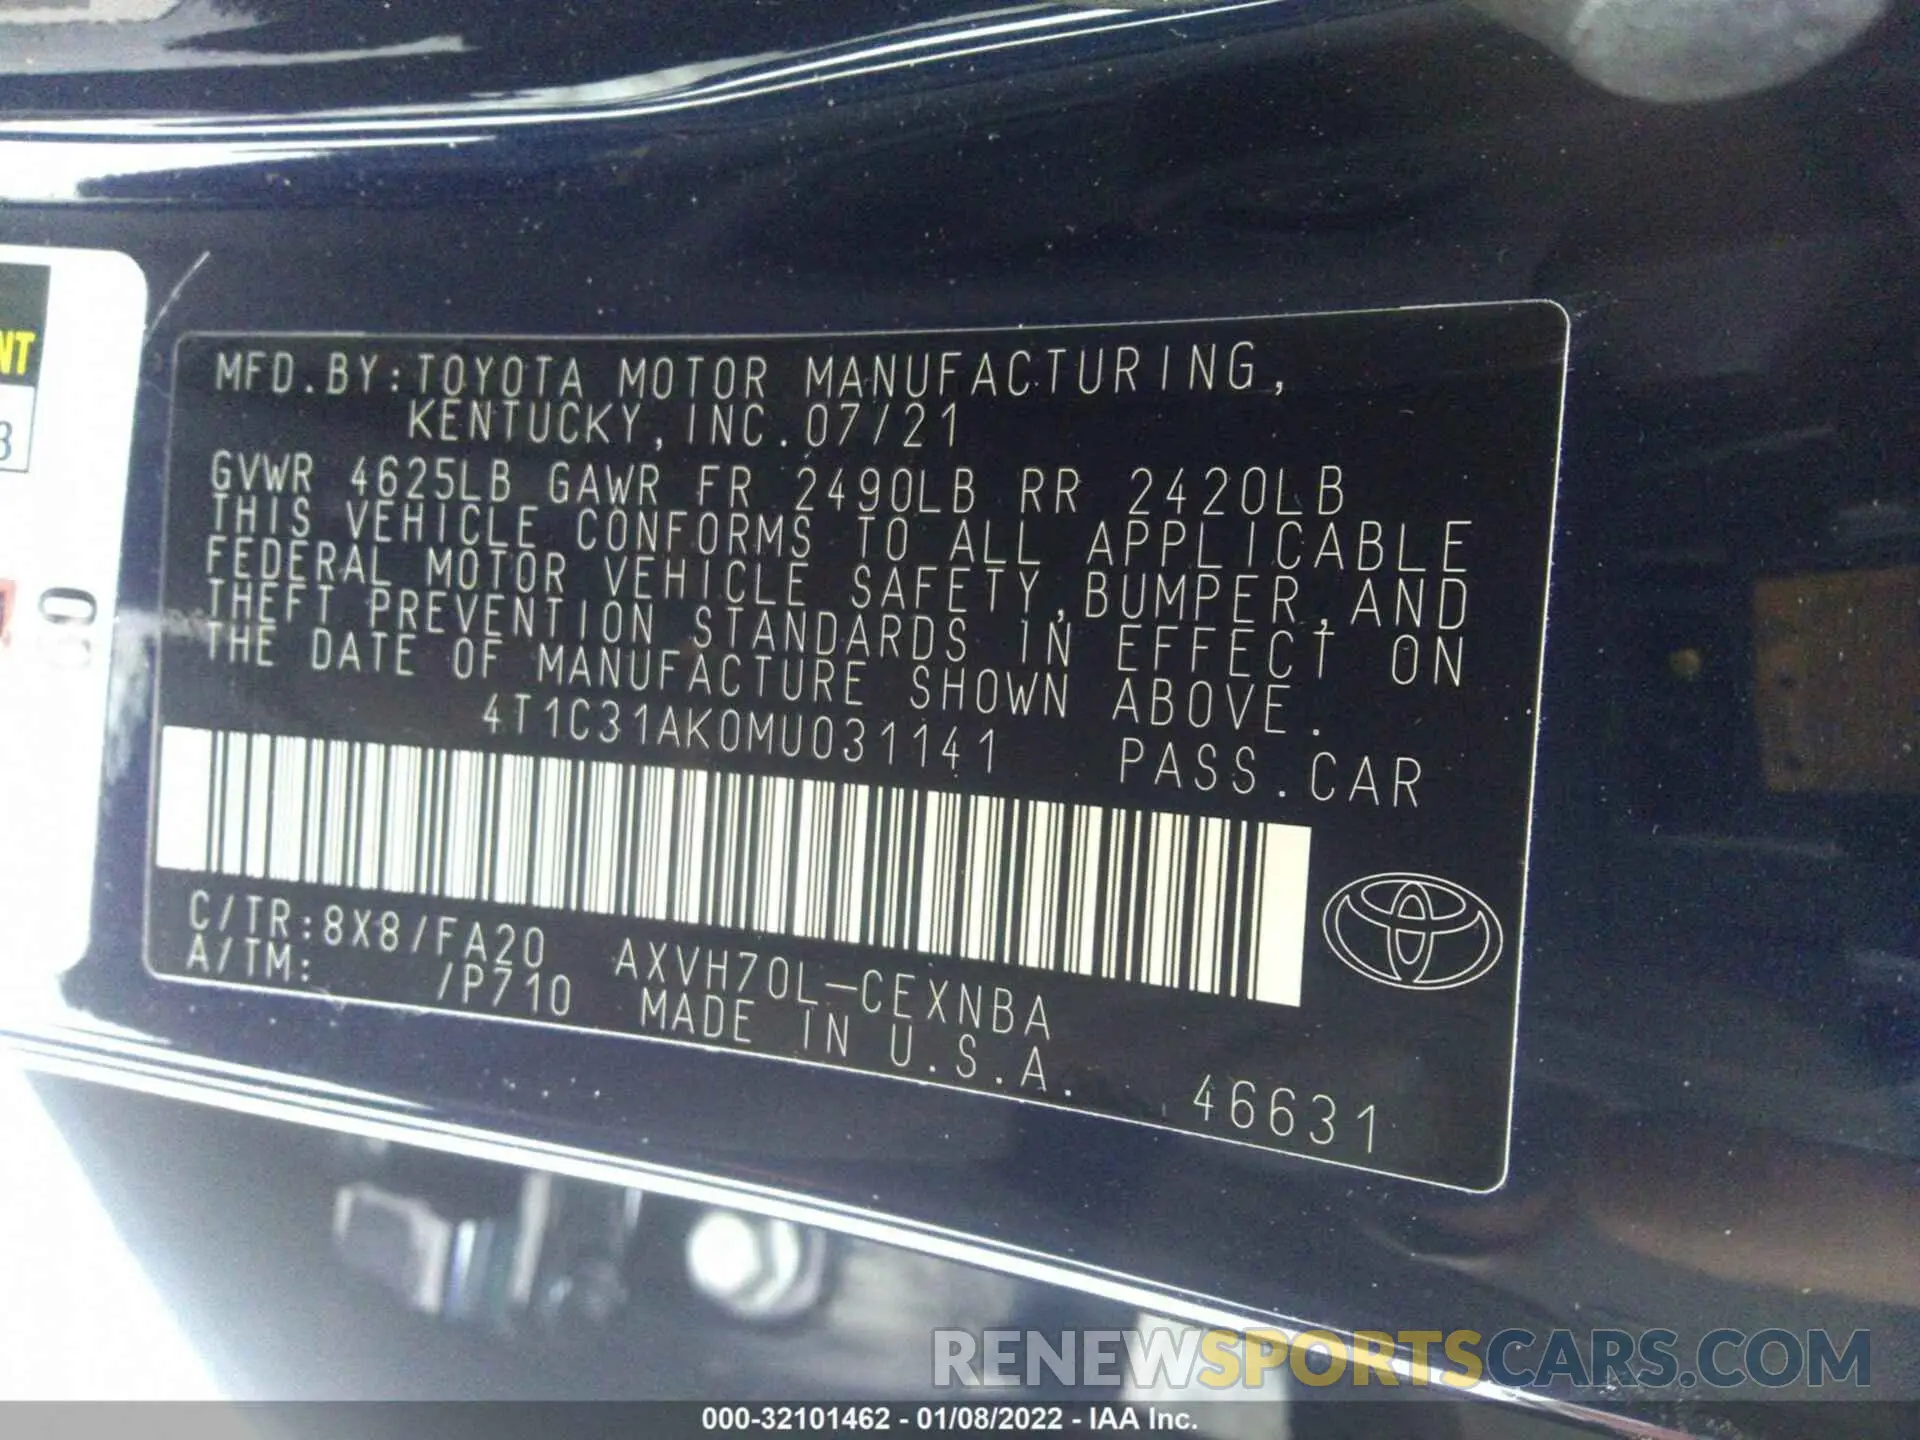 NT
3
MFD.BY:TOYOTA MOTOR MANUFACTURING,
KENTUCKY, INC.07/21
GVWR 4625LB GAWR FR 2490LB RR 2420LB
THIS VEHICLE CONFORMS TO ALL APPLICABLE
FEDERAL MOTOR VEHICLE SAFETY,BUMPER,AND
THEFT PREVENTION STANDARDS IN EFFECT ON
THE DATE OF MANUFACTURE SHOWN ABOVE.
4T1C31AK0MU031141 PASS.CAR
C/TR:8X8/FA20 AXVH70L-CEXNBA
A/TM: /P710 MADE IN U.S.A.
46631
RENEWSPORTSCARS.COM
000-32101462 - 01/08/2022 - IAA Inc.